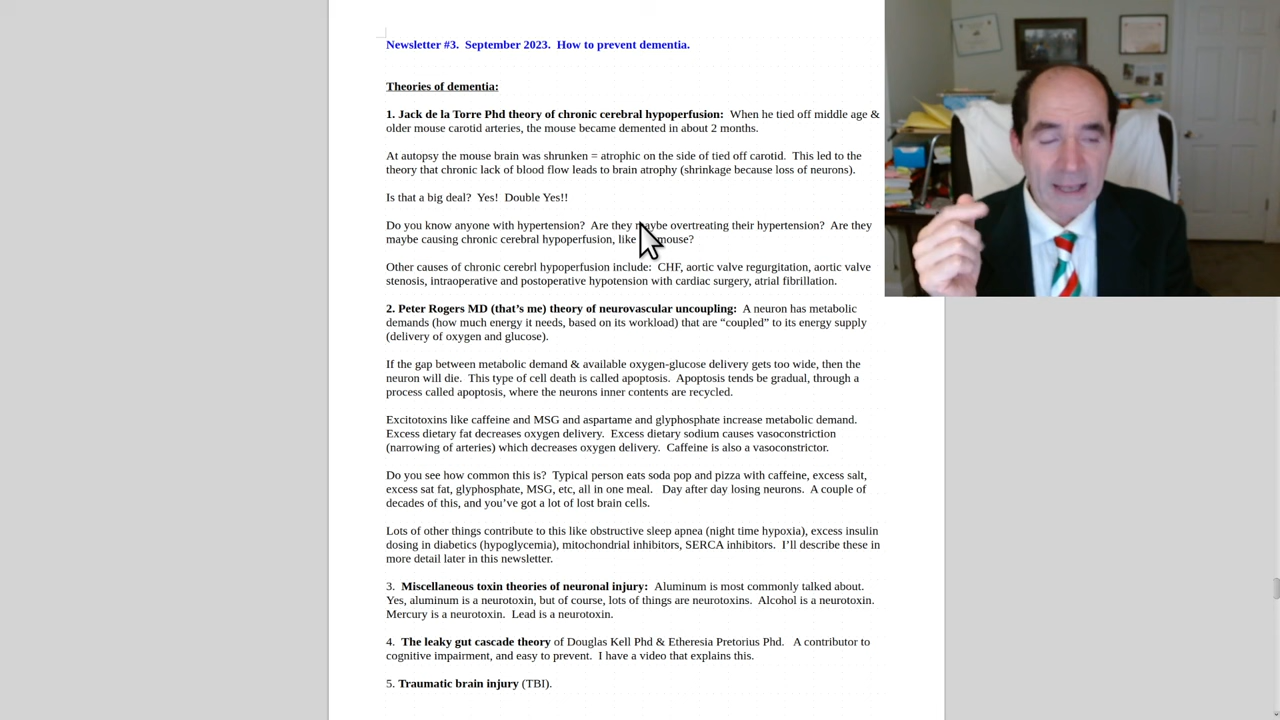 Newsletter #3.  September 2023.  How to prevent dementia.
Theories of dementia:
1. Jack de la Torre Phd theory of chronic cerebral hypoperfusion:  When he tied off middle age &
older mouse carotid arteries, the mouse became demented in about 2 months.
At autopsy the mouse brain was shrunken = atrophic on the side of tied off carotid.  This led to the
theory that chronic lack of blood flow leads to brain atrophy (shrinkage because loss of neurons).
Is that a big deal?  Yes!  Double Yes!!
Do you know anyone with hypertension?  Are they maybe overtreating their hypertension?  Are they
maybe causing chronic cerebral hypoperfusion, like mouse?
Other causes of chronic cerebrl hypoperfusion include:  CHF, aortic valve regurgitation, aortic valve
stenosis, intraoperative and postoperative hypotension with cardiac surgery, atrial fibrillation.
2. Peter Rogers MD (that's me) theory of neurovascular uncoupling:  A neuron has metabolic
demands (how much energy it needs, based on its workload) that are “coupled” to its energy supply
(delivery of oxygen and glucose).
If the gap between metabolic demand & available oxygen-glucose delivery gets too wide, then the
neuron will die.  This type of cell death is called apoptosis.  Apoptosis tends be gradual, through a
process called apoptosis, where the neurons inner contents are recycled.
Excitotoxins like caffeine and MSG and aspartame and glyphosphate increase metabolic demand.
Excess dietary fat decreases oxygen delivery.  Excess dietary sodium causes vasoconstriction
(narrowing of arteries) which decreases oxygen delivery.  Caffeine is also a vasoconstrictor.
Do you see how common this is?  Typical person eats soda pop and pizza with caffeine, excess salt,
excess sat fat, glyphosphate, MSG, etc, all in one meal.   Day after day losing neurons.  A couple of
decades of this, and you've got a lot of lost brain cells.
Lots of other things contribute to this like obstructive sleep apnea (night time hypoxia), excess insulin
dosing in diabetics (hypoglycemia), mitochondrial inhibitors, SERCA inhibitors.  I'll describe these in
more detail later in this newsletter.
3.  Miscellaneous toxin theories of neuronal injury:  Aluminum is most commonly talked about.
Yes, aluminum is a neurotoxin, but of course, lots of things are neurotoxins.  Alcohol is a neurotoxin.
Mercury is a neurotoxin.  Lead is a neurotoxin.
4.  The leaky gut cascade theory of Douglas Kell Phd & Etheresia Pretorius Phd.   A contributor to
cognitive impairment, and easy to prevent.  I have a video that explains this.
5. Traumatic brain injury (TBI).